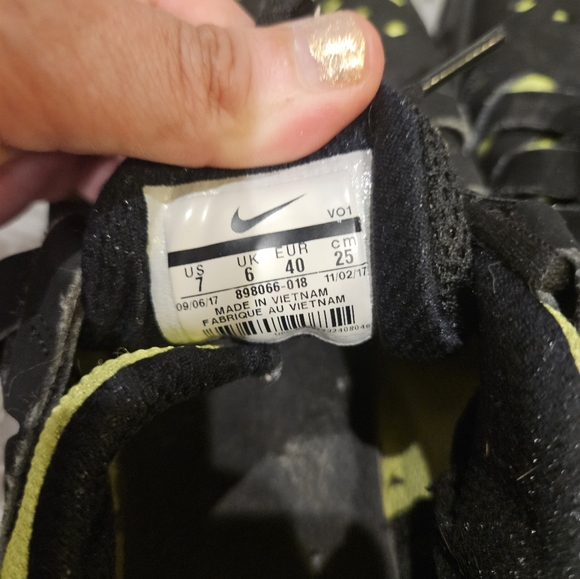 VO1
US UK EUR cm
7 6 40 25
09/06/17 898066-018 11/02/17
MADE IN VIETNAM
FABRIQUE AU VIETNAM